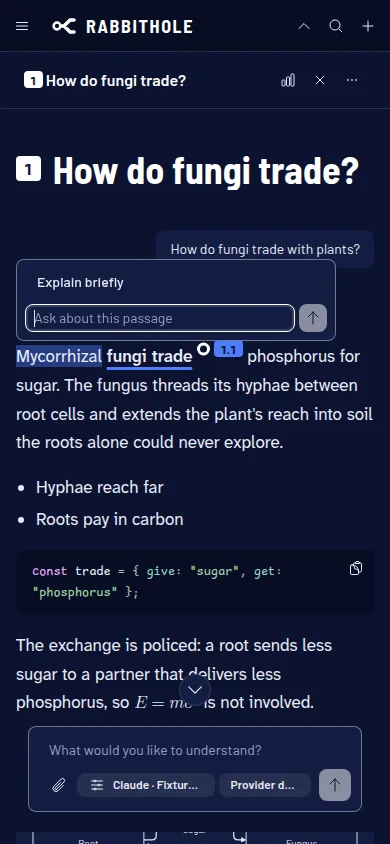 RABBITHOLE
1 How do fungi trade?
1 How do fungi trade?
How do fungi trade with plants?
Explain briefly
Ask about this passage
Mycorrhizal fungi trade 1.1 phosphorus for
sugar. The fungus threads its hyphae between
root cells and extends the plant's reach into soil
the roots alone could never explore.
• Hyphae reach far
• Roots pay in carbon
const trade = { give: "sugar", get:
"phosphorus" };
The exchange is policed: a root sends less
sugar to a partner that delivers less
phosphorus, so E = mc is not involved.
What would you like to understand?
Claude · Fixtur...
Provider d...
Root
Fungus